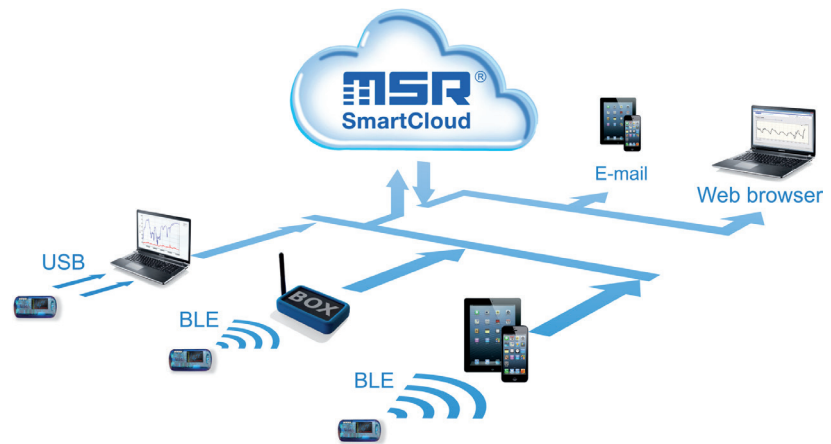 MSR®
SmartCloud
E-mail
Web browser
USB
BOX
BLE
BLE